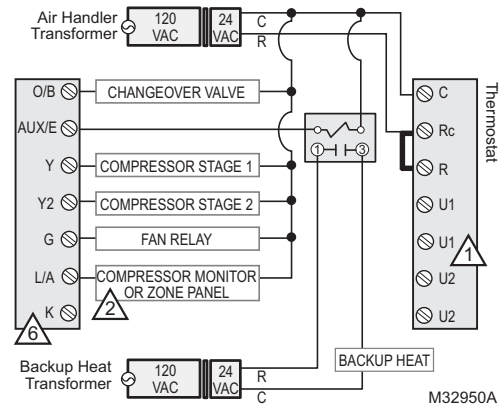 Air Handler
Transformer
120
VAC
24
VAC
C
R
O/B
CHANGEOVER VALVE
AUX/E
Y
COMPRESSOR STAGE 1
Y2
COMPRESSOR STAGE 2
G
FAN RELAY
L/A
COMPRESSOR MONITOR
OR ZONE PANEL
2
K
6
1
3
C
Rc
R
U1
U1
1
U2
U2
Thermostat
Backup Heat
Transformer
120
VAC
24
VAC
R
C
BACKUP HEAT
M32950A